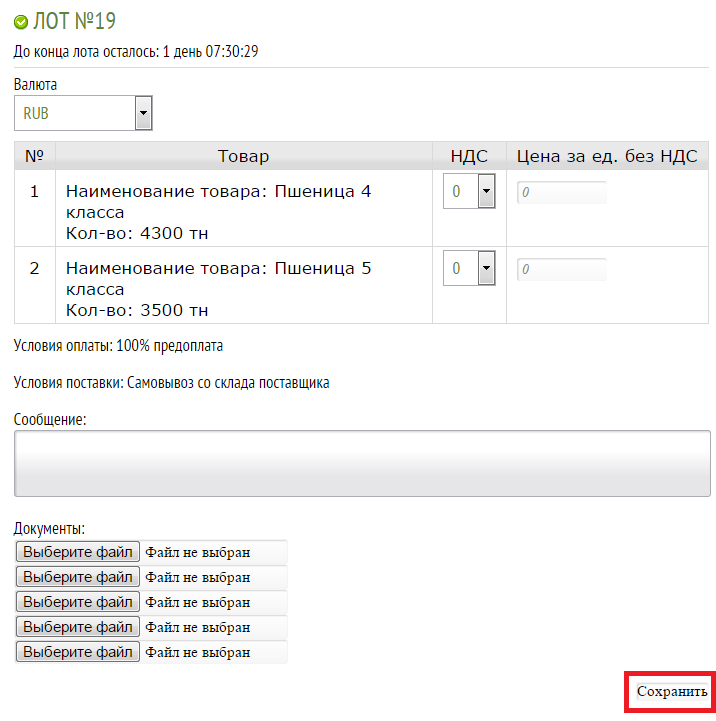 ЛОТ №19
До конца лота осталось: 1 день 07:30:29
Валюта
RUB
№ Товар НДС Цена за ед. без НДС
1 Наименование товара: Пшеница 4 0 0
класса
Кол-во: 4300 тн
2 Наименование товара: Пшеница 5 0 0
класса
Кол-во: 3500 тн
Условия оплаты: 100% предоплата
Условия поставки: Самовывоз со склада поставщика
Сообщение:
Документы:
Выберите файл Файл не выбран
Выберите файл Файл не выбран
Выберите файл Файл не выбран
Выберите файл Файл не выбран
Выберите файл Файл не выбран
Сохранить